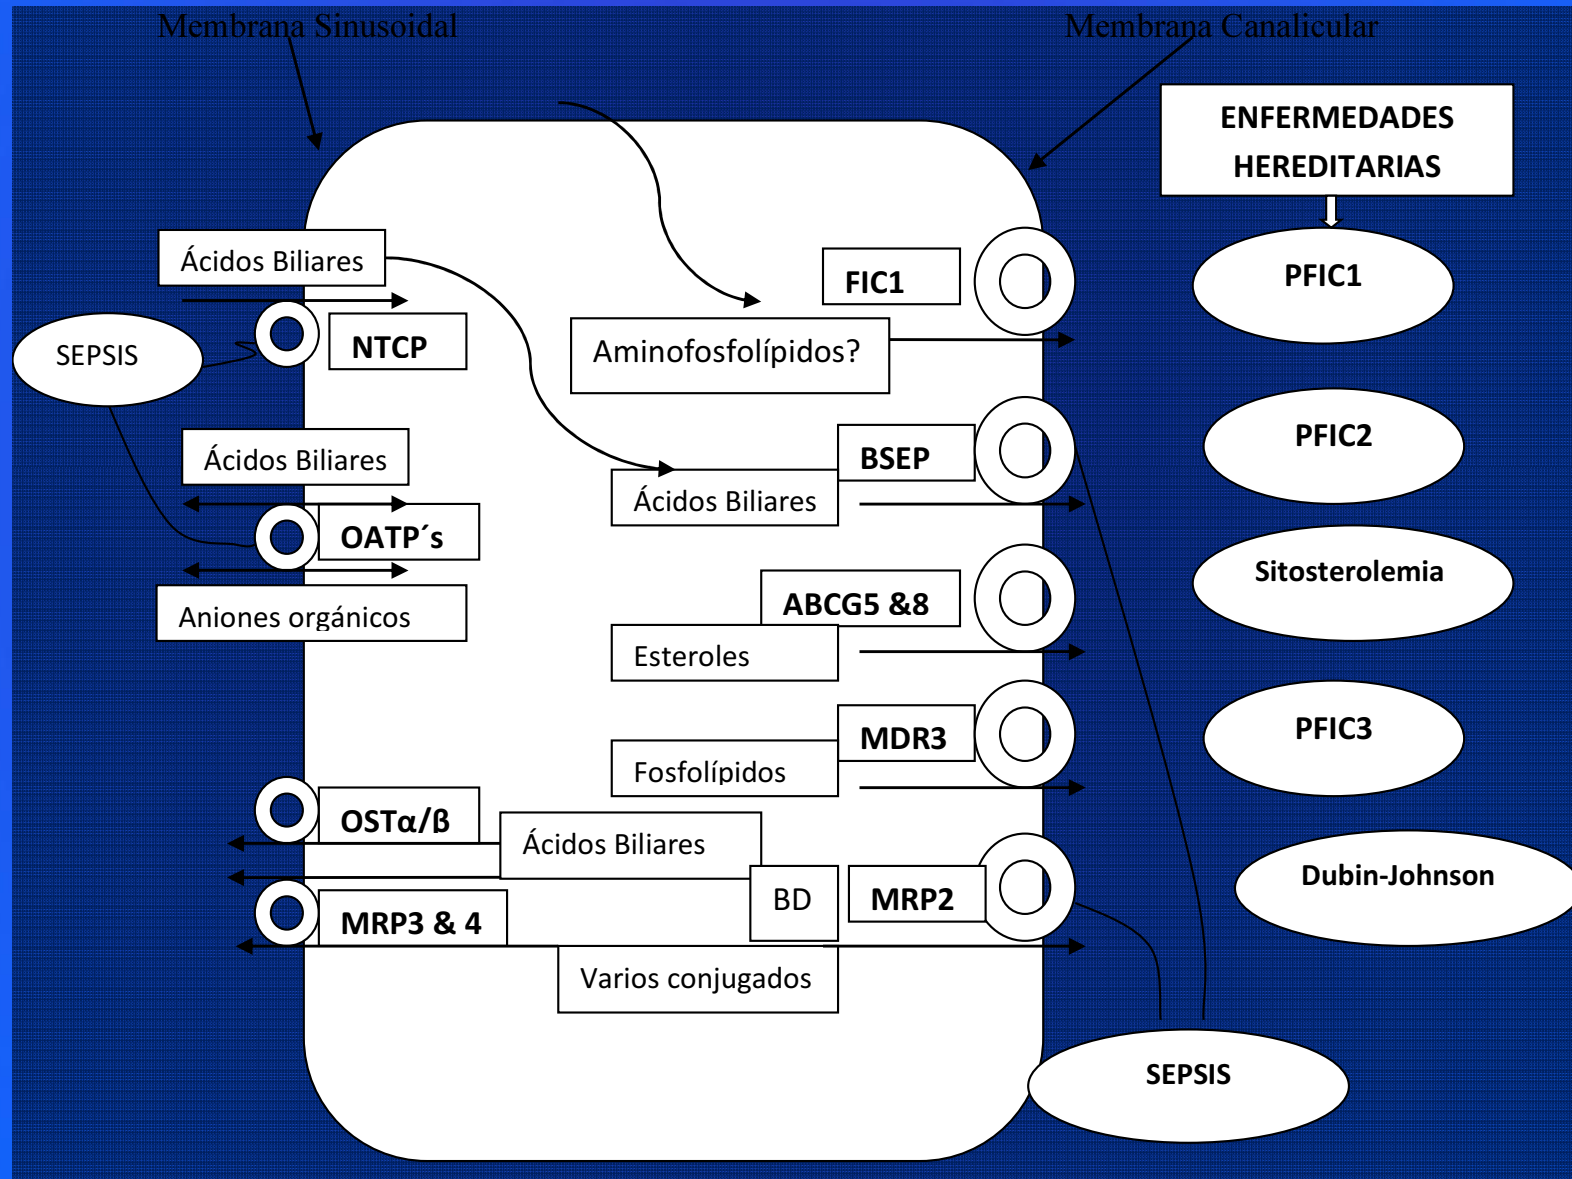 Membrana Sinusoidal
Membrana Canalicular
ENFERMEDADES
HEREDITARIAS
Ácidos Biliares
FIC1
PFIC1
SEPSIS
NTCP
Aminofosfolípidos?
Ácidos Biliares
BSEP
PFIC2
Ácidos Biliares
OATP´s
Aniones orgánicos
ABCG5 &8
Sitosterolemia
Esteroles
MDR3
PFIC3
Fosfolípidos
OSTα/β
Ácidos Biliares
BD
MRP2
Dubin-Johnson
MRP3 & 4
Varios conjugados
SEPSIS